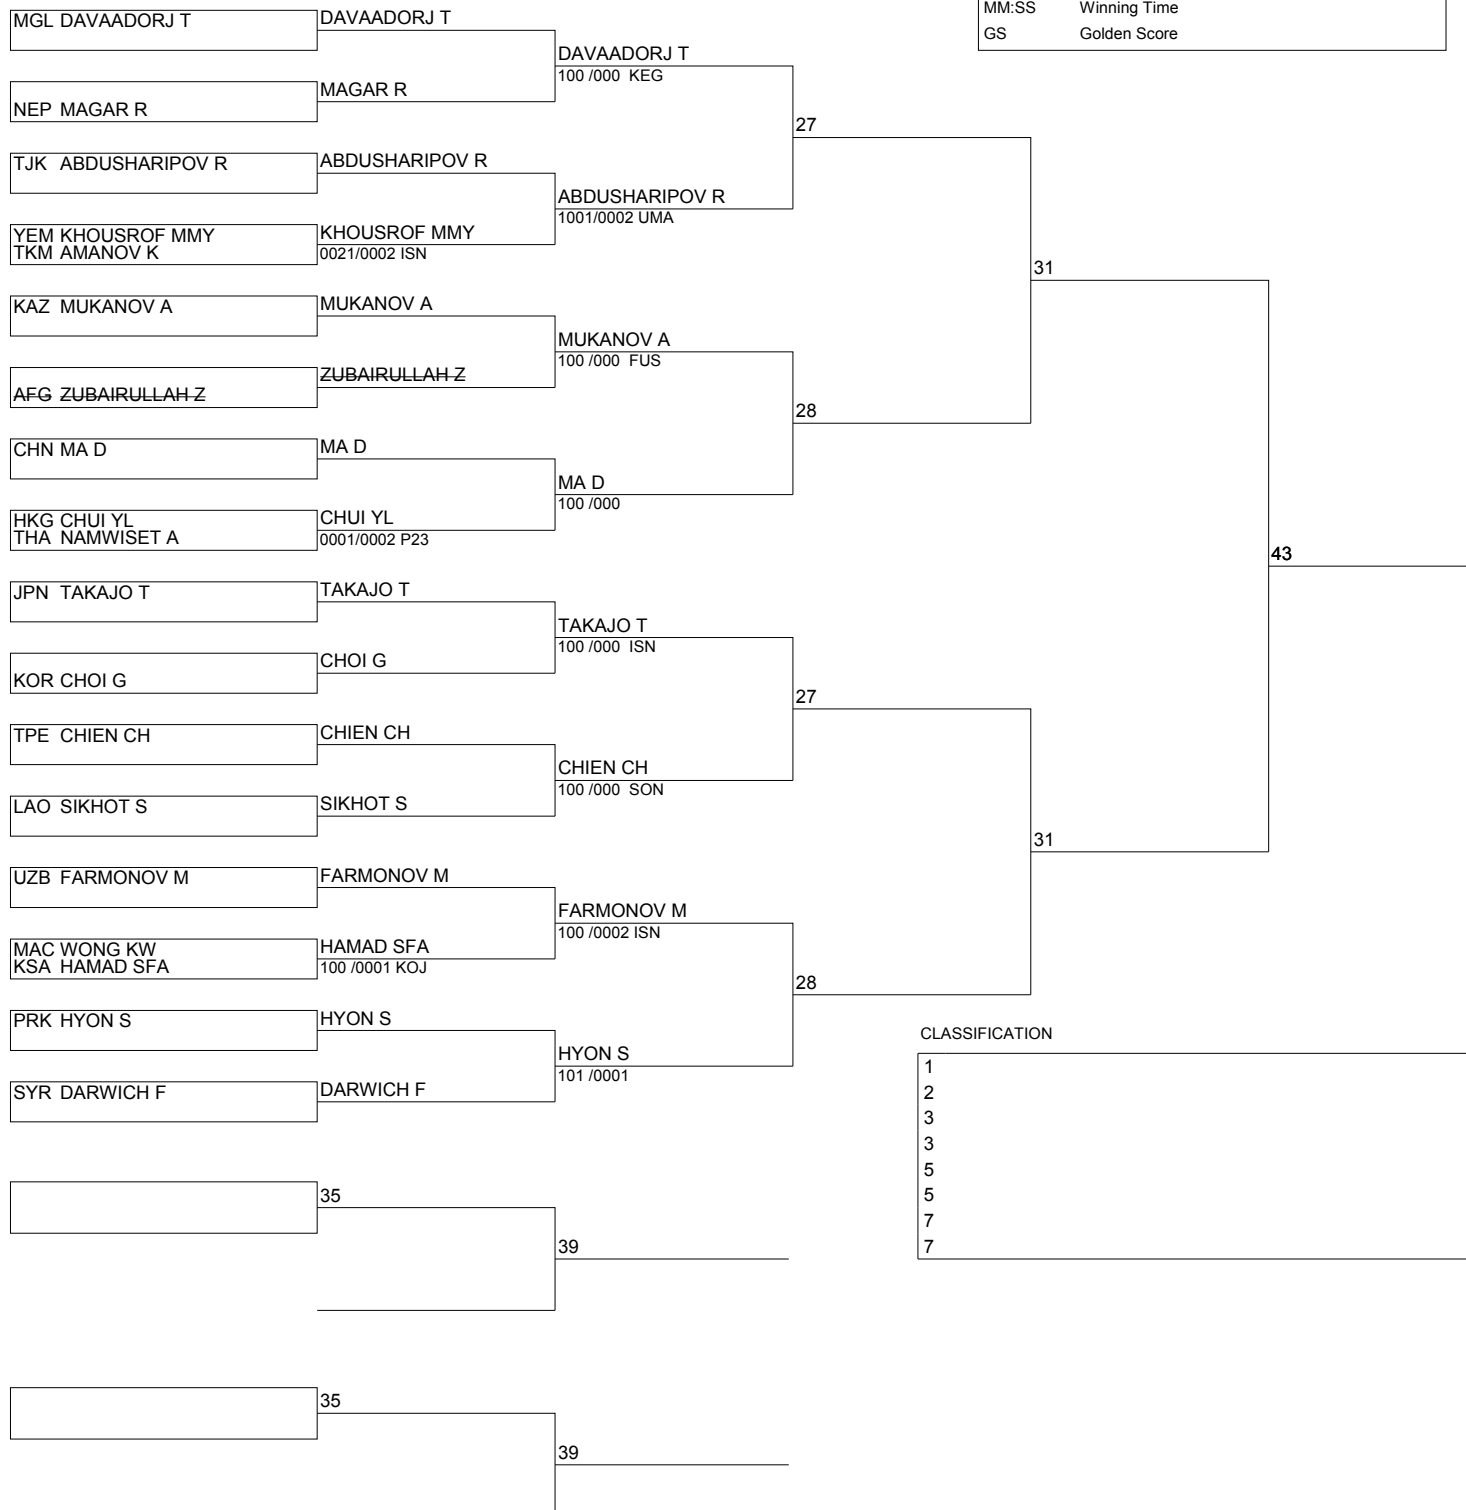 MM:SS Winning Time
GS Golden Score
MGL DAVAADORJ T
DAVAADORJ T
DAVAADORJ T
100 /000 KEG
NEP MAGAR R
MAGAR R
27
TJK ABDUSHARIPOV R
ABDUSHARIPOV R
ABDUSHARIPOV R
1001/0002 UMA
YEM KHOUSROF MMY
TKM AMANOV K
KHOUSROF MMY
0021/0002 ISN
31
KAZ MUKANOV A
MUKANOV A
MUKANOV A
100 /000 FUS
AFG ZUBAIRULLAH Z
ZUBAIRULLAH Z
28
CHN MA D
MA D
MA D
100 /000
HKG CHUI YL
THA NAMWISET A
CHUI YL
0001/0002 P23
43
JPN TAKAJO T
TAKAJO T
TAKAJO T
100 /000 ISN
KOR CHOI G
CHOI G
27
TPE CHIEN CH
CHIEN CH
CHIEN CH
100 /000 SON
LAO SIKHOT S
SIKHOT S
31
UZB FARMONOV M
FARMONOV M
FARMONOV M
100 /0002 ISN
MAC WONG KW
KSA HAMAD SFA
HAMAD SFA
100 /0001 KOJ
28
PRK HYON S
HYON S
HYON S
101 /0001
SYR DARWICH F
DARWICH F
CLASSIFICATION
1
2
3
3
5
5
7
7
35
39
35
39